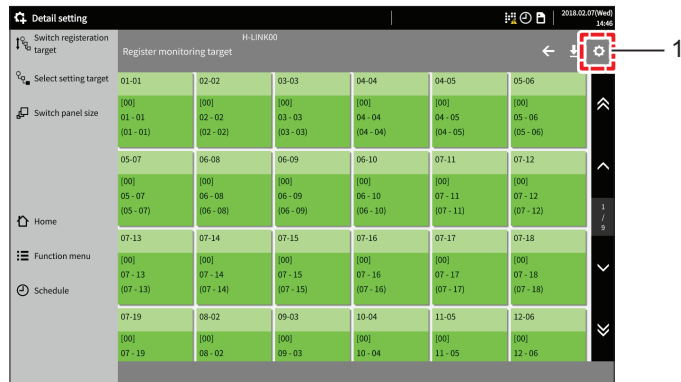 Detail setting
2018.02.07(Wed)
14:46
Switch registeration
target
Select setting target
Switch panel size
Home
Function menu
Schedule
H-LINK00
Register monitoring target
1
01-01 02-02 03-03 04-04 04-05 05-06
[00] [00] [00] [00] [00] [00]
01 - 01 02 - 02 03 - 03 04 - 04 04 - 05 05 - 06
(01 - 01) (02 - 02) (03 - 03) (04 - 04) (04 - 05) (05 - 06)
05-07 06-08 06-09 06-10 07-11 07-12
[00] [00] [00] [00] [00] [00]
05 - 07 06 - 08 06 - 09 06 - 10 07 - 11 07 - 12
(05 - 07) (06 - 08) (06 - 09) (06 - 10) (07 - 11) (07 - 12)
07-13 07-14 07-15 07-16 07-17 07-18
[00] [00] [00] [00] [00] [00]
07 - 13 07 - 14 07 - 15 07 - 16 07 - 17 07 - 18
(07 - 13) (07 - 14) (07 - 15) (07 - 16) (07 - 17) (07 - 18)
07-19 08-02 09-03 10-04 11-05 12-06
[00] [00] [00] [00] [00] [00]
07 - 19 08 - 02 09 - 03 10 - 04 11 - 05 12 - 06
1
/
9